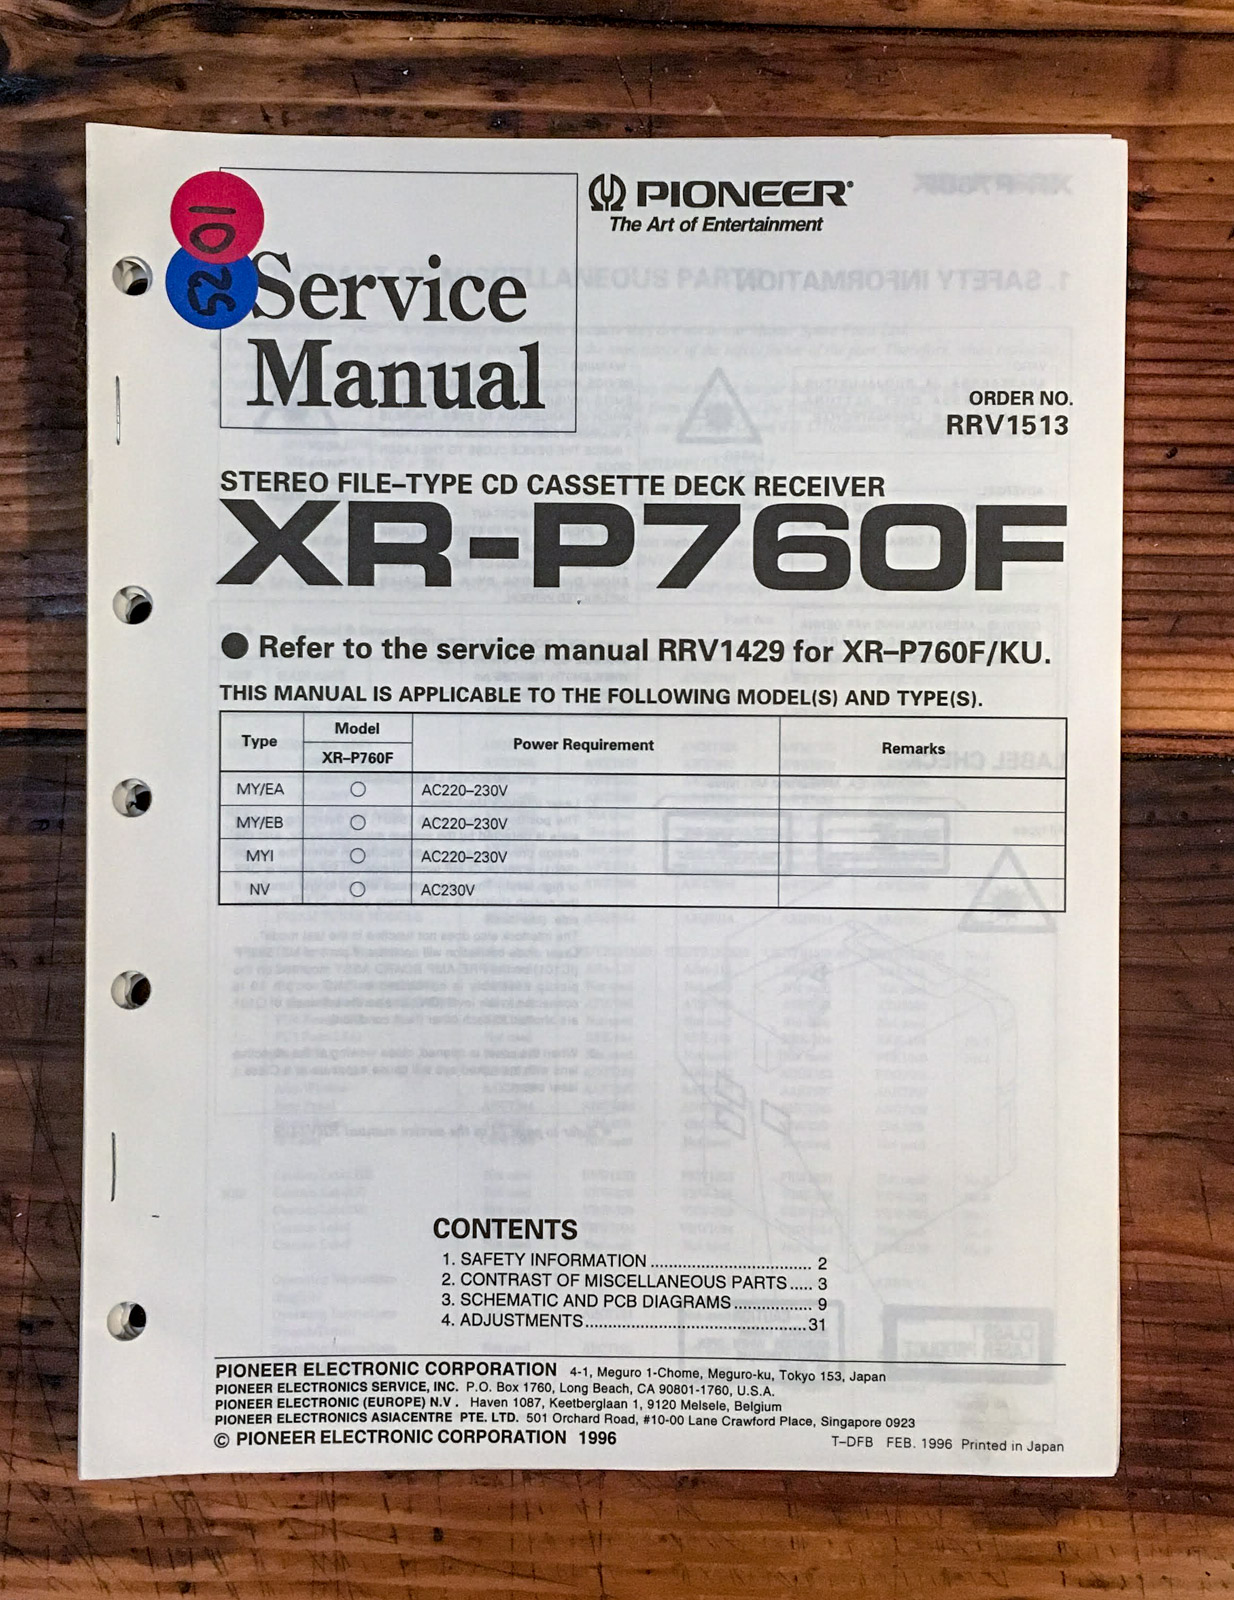 PIONEER®
The Art of Entertainment
1025
Service
Manual
ORDER NO.
RRV1513
STEREO FILE–TYPE CD CASSETTE DECK RECEIVER
XR-P760F
● Refer to the service manual RRV1429 for XR–P760F/KU.
THIS MANUAL IS APPLICABLE TO THE FOLLOWING MODEL(S) AND TYPE(S).
Type Model Power Requirement Remarks
XR–P760F
MY/EA ○ AC220–230V
MY/EB ○ AC220–230V
MYI ○ AC220–230V
NV ○ AC230V
CONTENTS
1. SAFETY INFORMATION .................................. 2
2. CONTRAST OF MISCELLANEOUS PARTS ..... 3
3. SCHEMATIC AND PCB DIAGRAMS ................. 9
4. ADJUSTMENTS ............................................... 31
PIONEER ELECTRONIC CORPORATION 4-1, Meguro 1-Chome, Meguro-ku, Tokyo 153, Japan
PIONEER ELECTRONICS SERVICE, INC. P.O. Box 1760, Long Beach, CA 90801-1760, U.S.A.
PIONEER ELECTRONIC (EUROPE) N.V. Haven 1087, Keetberglaan 1, 9120 Melsele, Belgium
PIONEER ELECTRONICS ASIACENTRE PTE. LTD. 501 Orchard Road, #10-00 Lane Crawford Place, Singapore 0923
© PIONEER ELECTRONIC CORPORATION 1996
T–DFB FEB. 1996 Printed in Japan